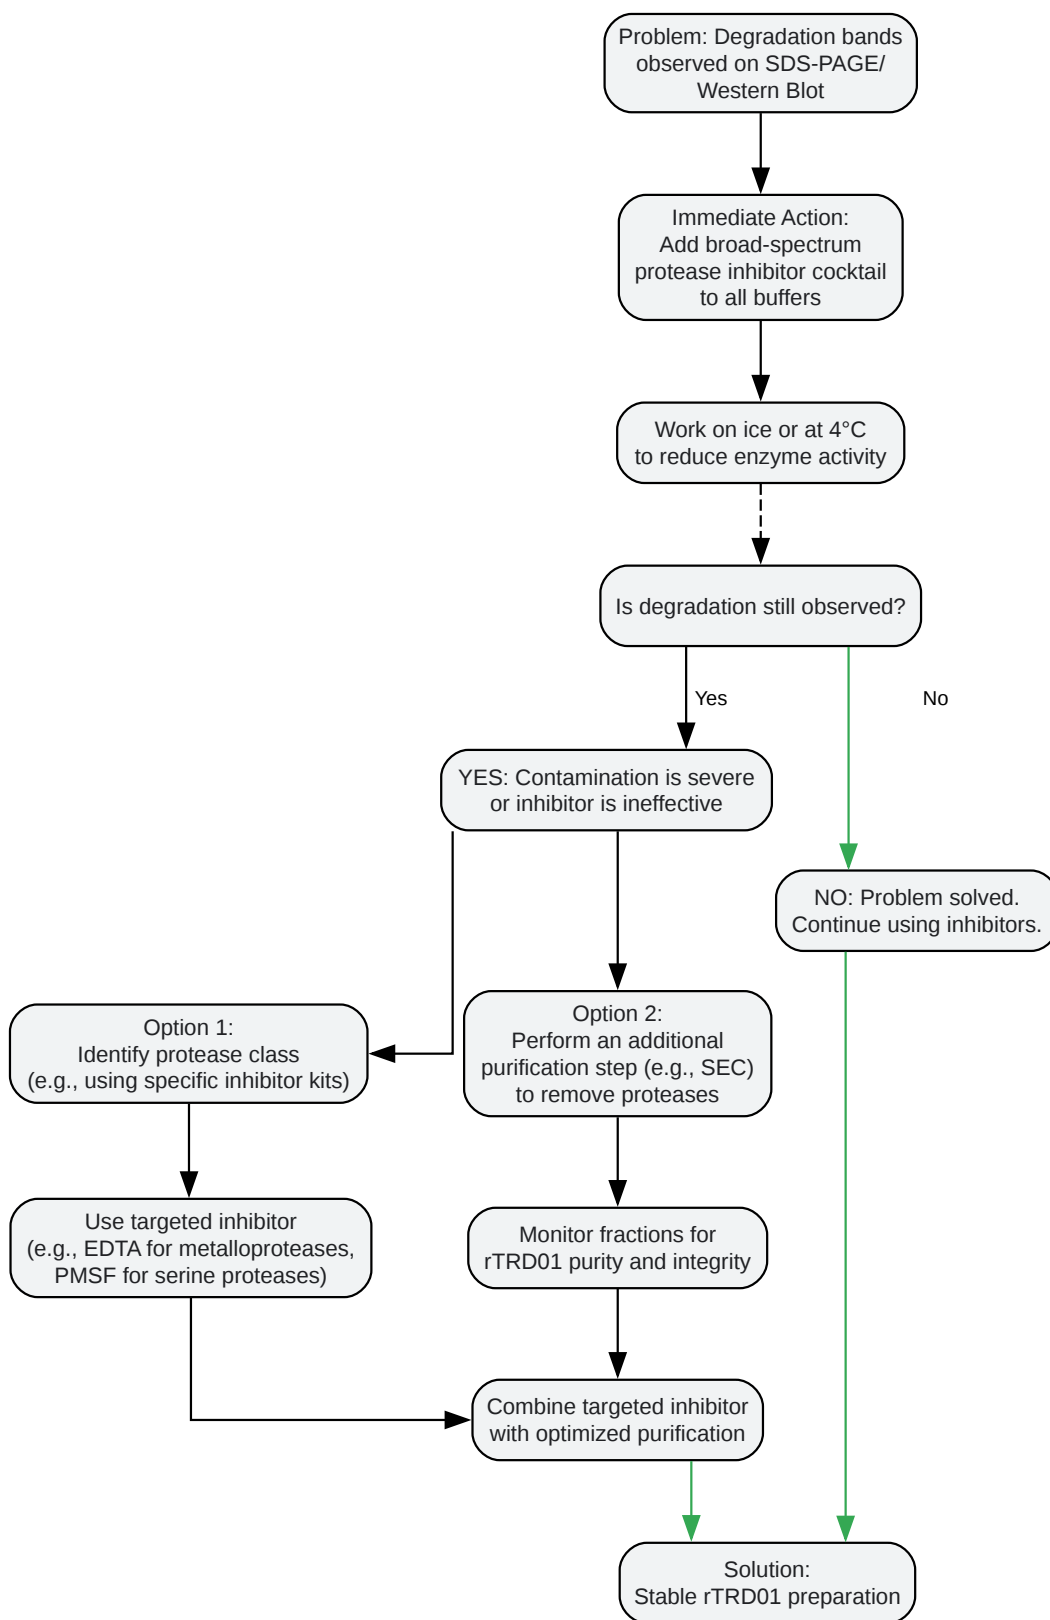 Problem: Degradation bands
observed on SDS-PAGE/
Western Blot
Immediate Action:
Add broad-spectrum
protease inhibitor cocktail
to all buffers
Work on ice or at 4°C
to reduce enzyme activity
Is degradation still observed?
Yes
No
YES: Contamination is severe
or inhibitor is ineffective
NO: Problem solved.
Continue using inhibitors.
Option 1:
Identify protease class
(e.g., using specific inhibitor kits)
Option 2:
Perform an additional
purification step (e.g., SEC)
to remove proteases
Use targeted inhibitor
(e.g., EDTA for metalloproteases,
PMSF for serine proteases)
Monitor fractions for
rTRD01 purity and integrity
Combine targeted inhibitor
with optimized purification
Solution:
Stable rTRD01 preparation